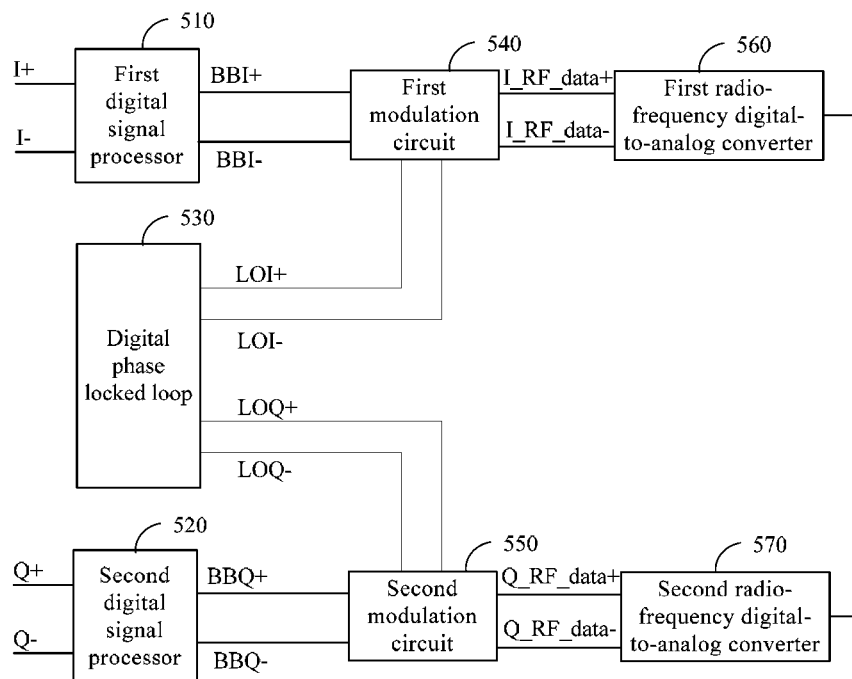 510
540
560
I+
I-
First
digital
signal
processor
BBI+
BBI-
First
modulation
circuit
I_RF_data+
I_RF_data-
First radio-
frequency digital-
to-analog converter
530
Digital
phase
locked loop
LOI+
LOI-
LOQ+
LOQ-
520
550
570
Q+
Q-
Second
digital
signal
processor
BBQ+
BBQ-
Second
modulation
circuit
Q_RF_data+
Q_RF_data-
Second radio-
frequency digital-
to-analog converter